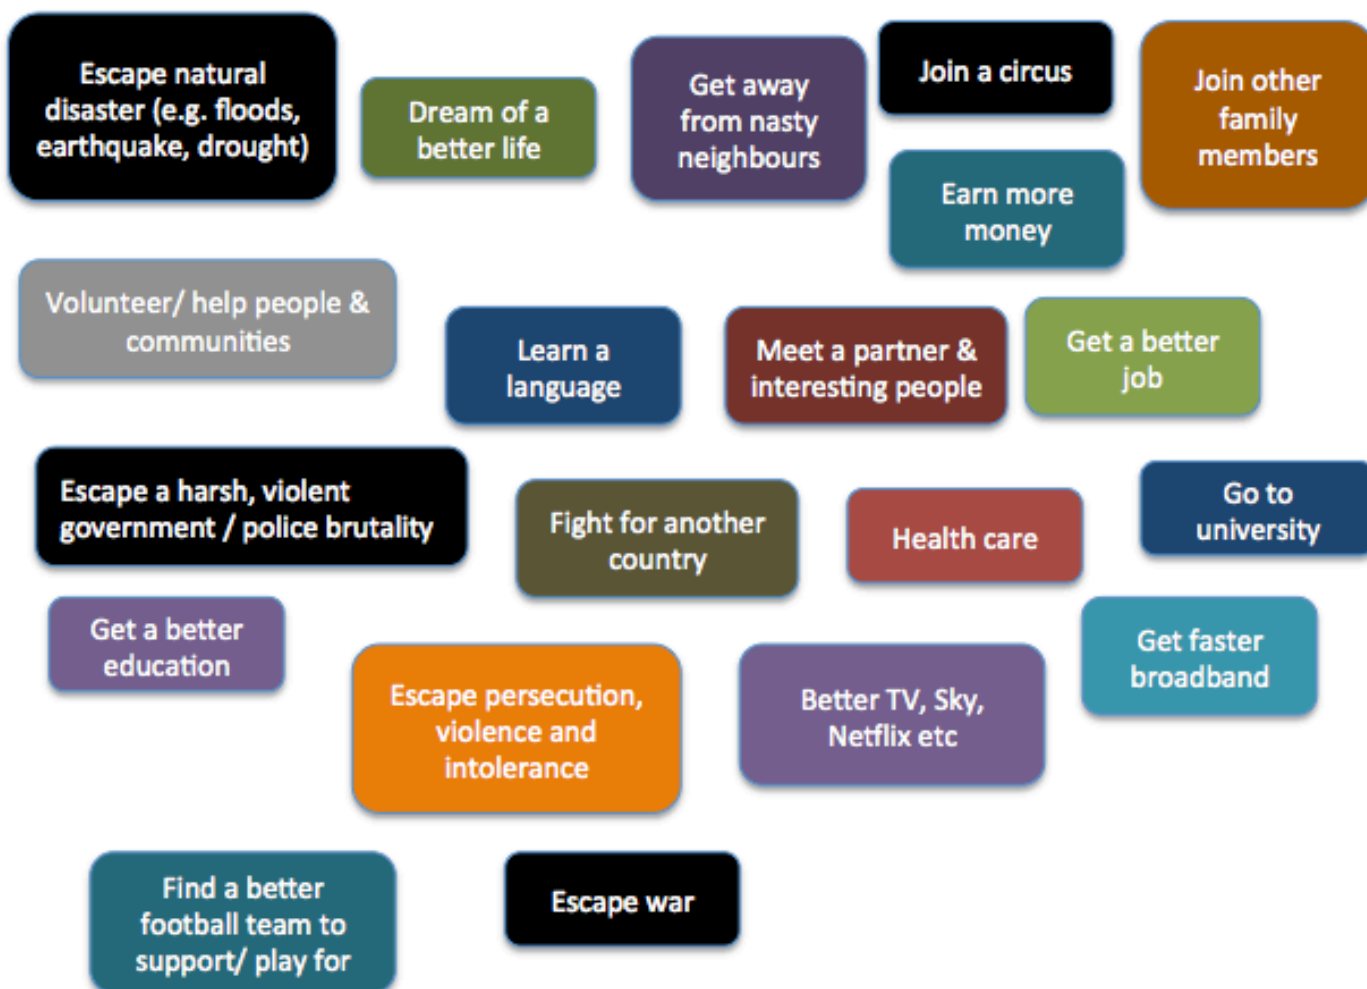 Escape natural
disaster (e.g. floods,
earthquake, drought)
Dream of a
better life
Get away
from nasty
neighbours
Join a circus
Join other
family
members
Earn more
money
Volunteer/ help people &
communities
Learn a
language
Meet a partner &
interesting people
Get a better
job
Escape a harsh, violent
government / police brutality
Fight for another
country
Health care
Go to
university
Get a better
education
Escape persecution,
violence and
intolerance
Better TV, Sky,
Netflix etc
Get faster
broadband
Find a better
football team to
support/ play for
Escape war